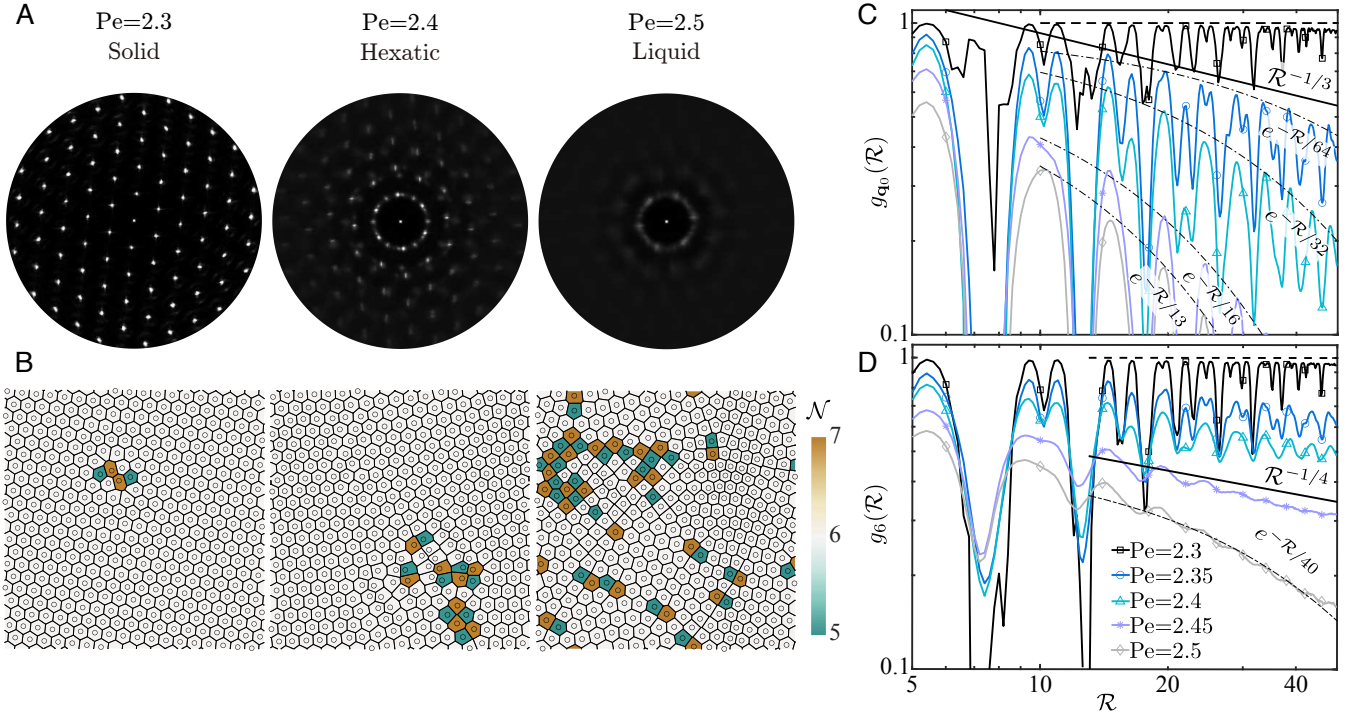 A
Pe=2.3
Solid
Pe=2.4
Hexatic
Pe=2.5
Liquid
B
𝒩
7
6
5
C
1
0.1
g_{q_0}(ℛ)
ℛ^{-1/3}
e^{-ℛ/64}
e^{-ℛ/32}
e^{-ℛ/16}
e^{-ℛ/13}
D
1
0.1
g_6(ℛ)
ℛ^{-1/4}
e^{-ℛ/40}
Pe=2.3
Pe=2.35
Pe=2.4
Pe=2.45
Pe=2.5
5
10
20
40
ℛ